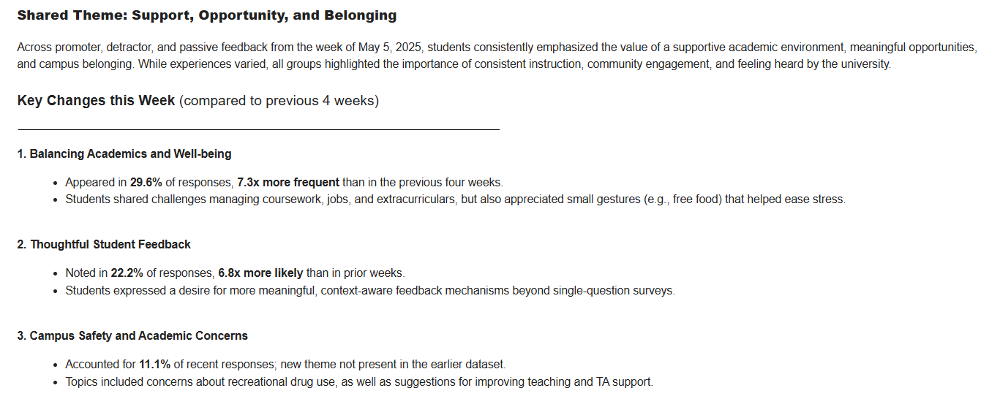 Shared Theme: Support, Opportunity, and Belonging
Across promoter, detractor, and passive feedback from the week of May 5, 2025, students consistently emphasized the value of a supportive academic environment, meaningful opportunities,
and campus belonging. While experiences varied, all groups highlighted the importance of consistent instruction, community engagement, and feeling heard by the university.
Key Changes this Week (compared to previous 4 weeks)
1. Balancing Academics and Well-being
• Appeared in 29.6% of responses, 7.3x more frequent than in the previous four weeks.
• Students shared challenges managing coursework, jobs, and extracurriculars, but also appreciated small gestures (e.g., free food) that helped ease stress.
2. Thoughtful Student Feedback
• Noted in 22.2% of responses, 6.8x more likely than in prior weeks.
• Students expressed a desire for more meaningful, context-aware feedback mechanisms beyond single-question surveys.
3. Campus Safety and Academic Concerns
• Accounted for 11.1% of recent responses; new theme not present in the earlier dataset.
• Topics included concerns about recreational drug use, as well as suggestions for improving teaching and TA support.